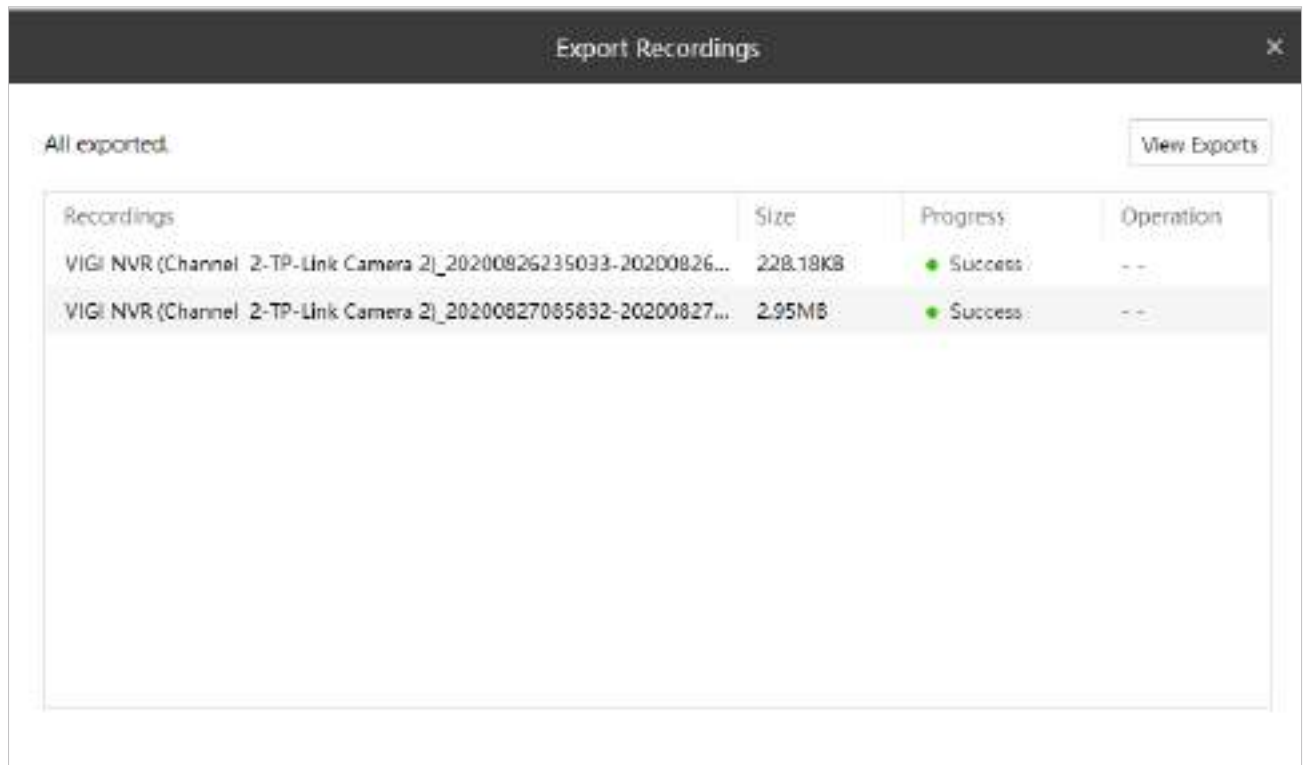 Export Recordings ×
All exported. View Exports
Recordings Size Progress Operation
VIGI NVR (Channel 2-TP-Link Camera 2)_20200826235033-20200826... 228.18KB Success - -
VIGI NVR (Channel 2-TP-Link Camera 2)_20200827085832-20200827... 2.95MB Success - -